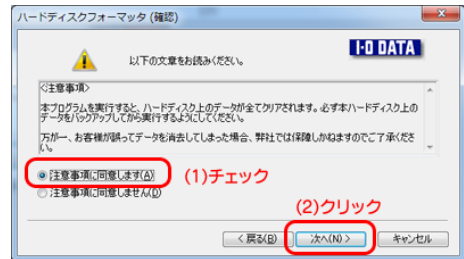 ハードディスクフォーマッタ (確認)
I-O DATA
以下の文章をお読みください。
<注意事項>
本プログラムを実行すると、ハードディスク上のデータが全てクリアされます。必ず本ハードディスク上の
データをバックアップしてから実行するようにしてください。
万が一、お客様が誤ってデータを消去してしまった場合、弊社では保障しかねますのでご了承くださ
い。
注意事項に同意します(A)
(1)チェック
注意事項に同意しません(D)
(2)クリック
< 戻る(B)
次へ(N) >
キャンセル